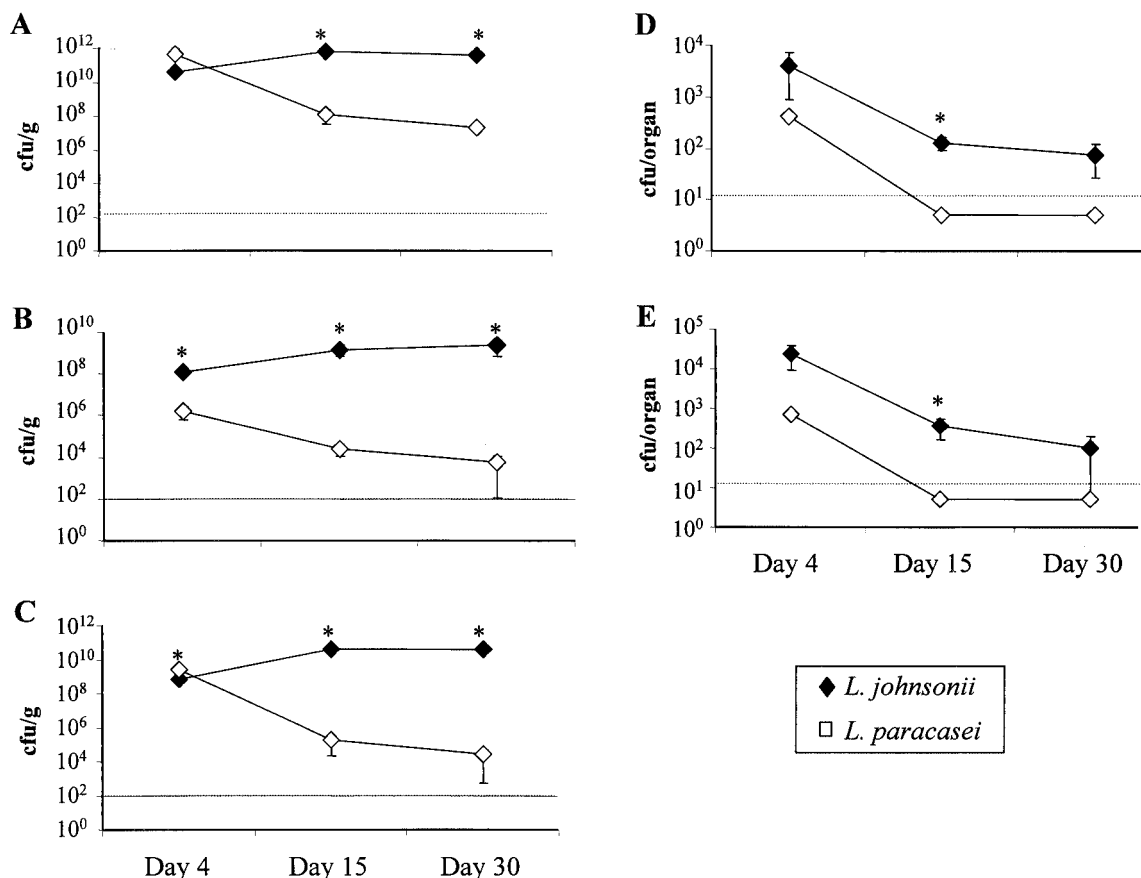 A
cfu/g
10¹²
10¹⁰
10⁸
10⁶
10⁴
10²
10⁰
* *
B
cfu/g
10¹⁰
10⁸
10⁶
10⁴
10²
10⁰
* * *
C
cfu/g
10¹²
10¹⁰
10⁸
10⁶
10⁴
10²
10⁰
* * *
Day 4 Day 15 Day 30
D
cfu/organ
10⁴
10³
10²
10¹
10⁰
*
E
cfu/organ
10⁵
10⁴
10³
10²
10¹
10⁰
*
Day 4 Day 15 Day 30
L. johnsonii
L. paracasei